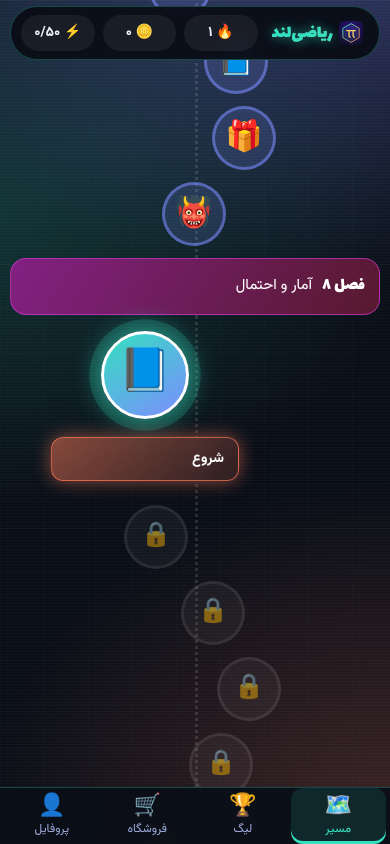 ریاضی‌لند
۱
۰
۰/۵۰
فصل ۸ آمار و احتمال
شروع
مسیر
لیگ
فروشگاه
پروفایل